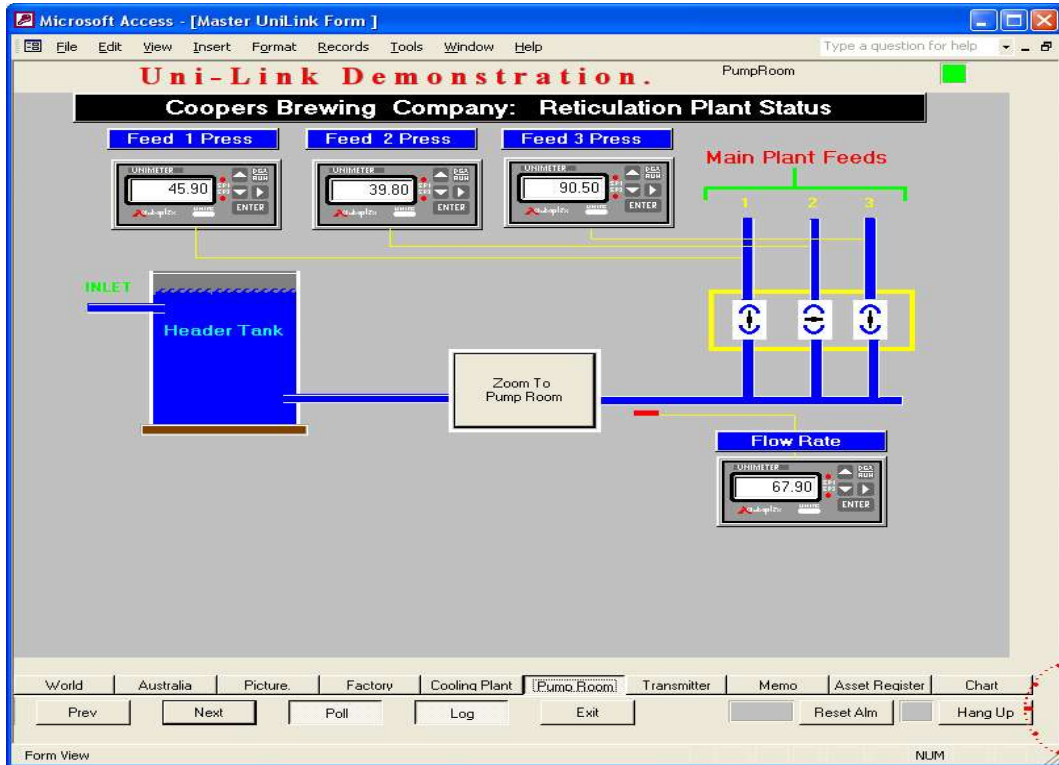 Microsoft Access - [Master UniLink Form ]
File Edit View Insert Format Records Tools Window Help Type a question for help
Uni-Link Demonstration. PumpRoom
Coopers Brewing Company: Reticulation Plant Status
Feed 1 Press Feed 2 Press Feed 3 Press
Main Plant Feeds
UNIMETER UNIMETER UNIMETER
45.90 39.80 90.50
ENTER ENTER ENTER
1 2 3
INLET
Header Tank
Zoom To
Pump Room
Flow Rate
UNIMETER
67.90
ENTER
World Australia Picture. Factory Cooling Plant Pump Room Transmitter Memo Asset Register Chart
Prev Next Poll Log Exit Reset Alm Hang Up
Form View NUM